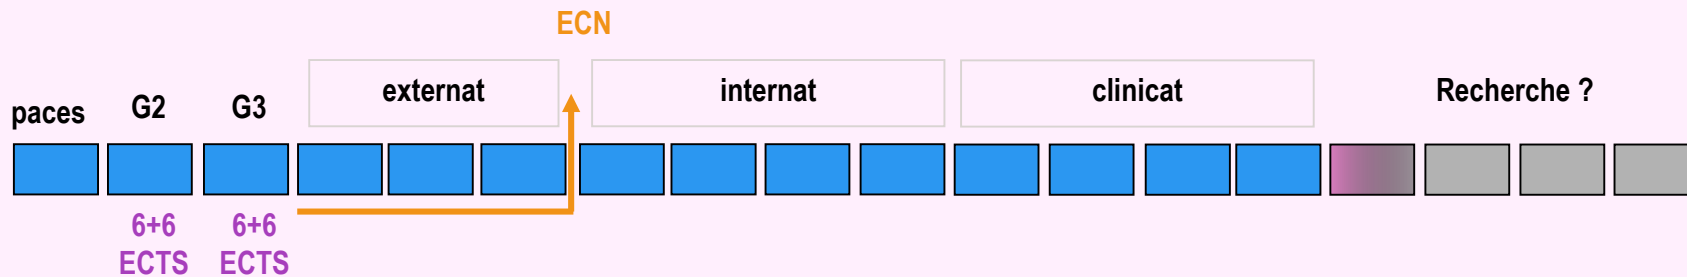 ECN
paces
G2
G3
externat
internat
clinicat
Recherche ?
6+6
ECTS
6+6
ECTS